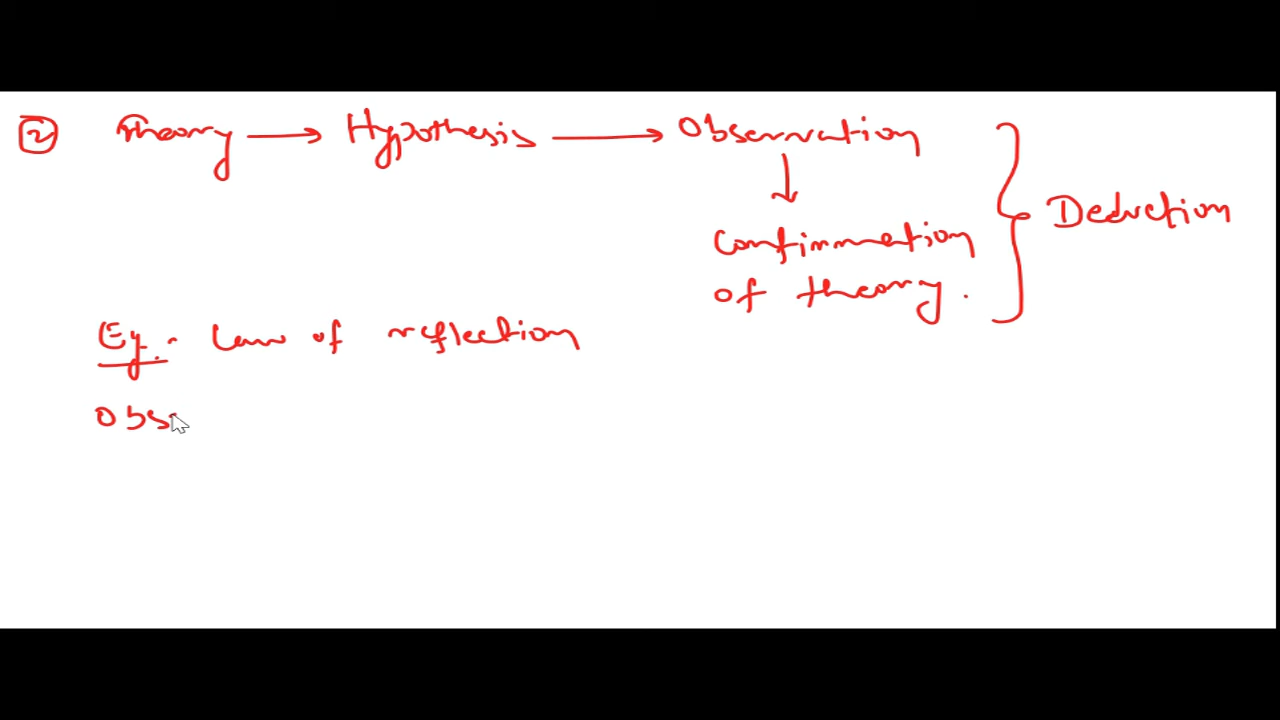 ② Theory → Hypothesis → Observation
↓
Confirmation
of theory.
} Deduction
Eg:- Law of reflection
Obs